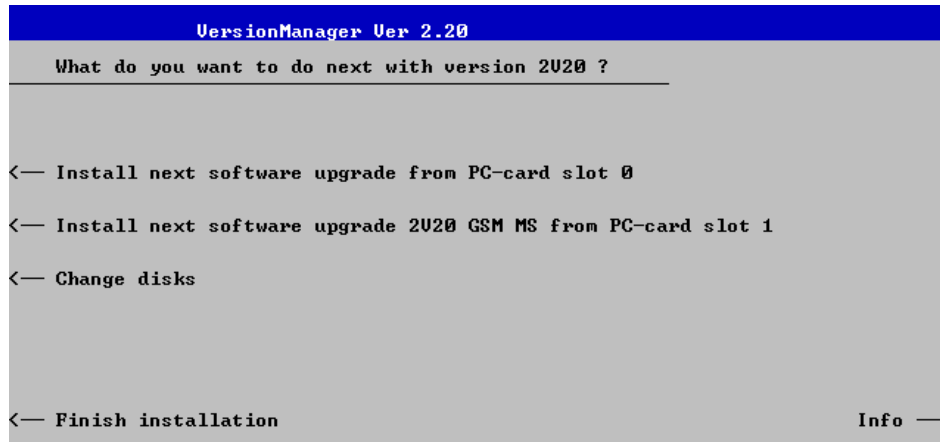 VersionManager Ver 2.20
What do you want to do next with version 2V20 ?
<── Install next software upgrade from PC-card slot 0
<── Install next software upgrade 2V20 GSM MS from PC-card slot 1
<── Change disks
<── Finish installation Info ──